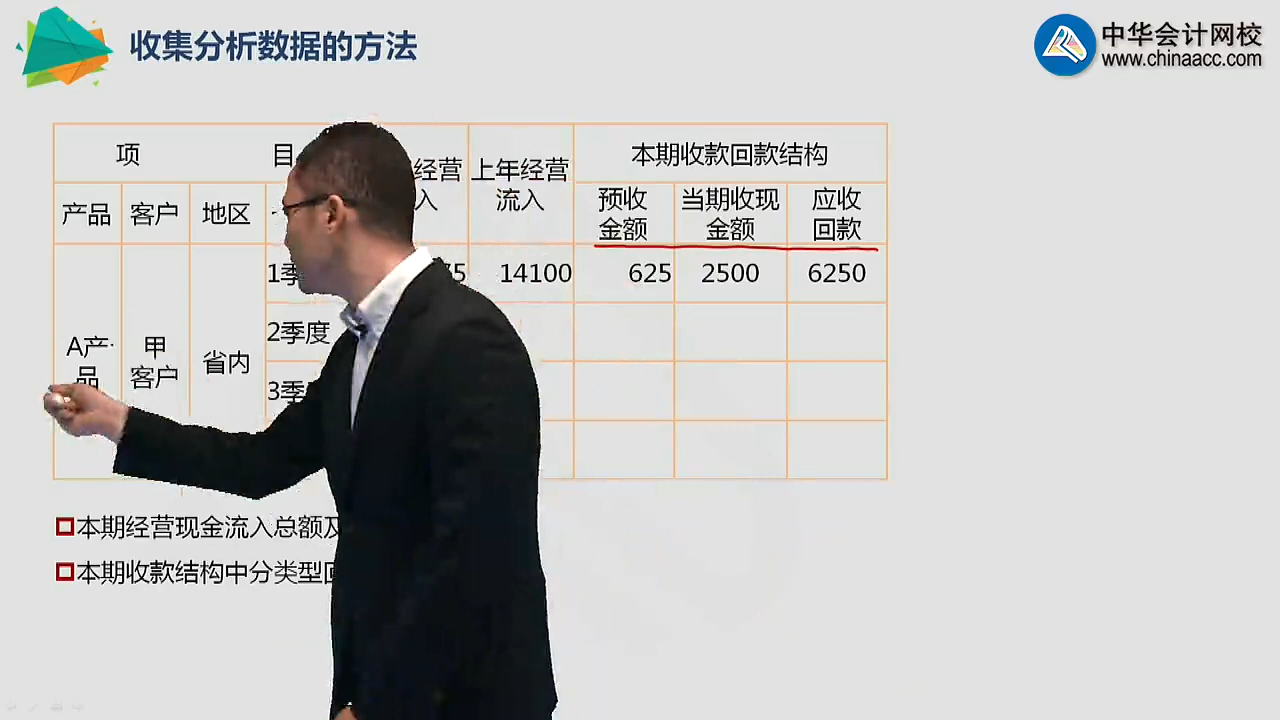 收集分析数据的方法
中华会计网校
www.chinaacc.com
项 目
经营
入
上年经营
流入
本期收款回款结构
产品
客户
地区
预收
金额
当期收现
金额
应收
回款
1季
5
14100
625
2500
6250
2季度
3季
A产
品
甲
客户
省内
本期经营现金流入总额及
本期收款结构中分类型回